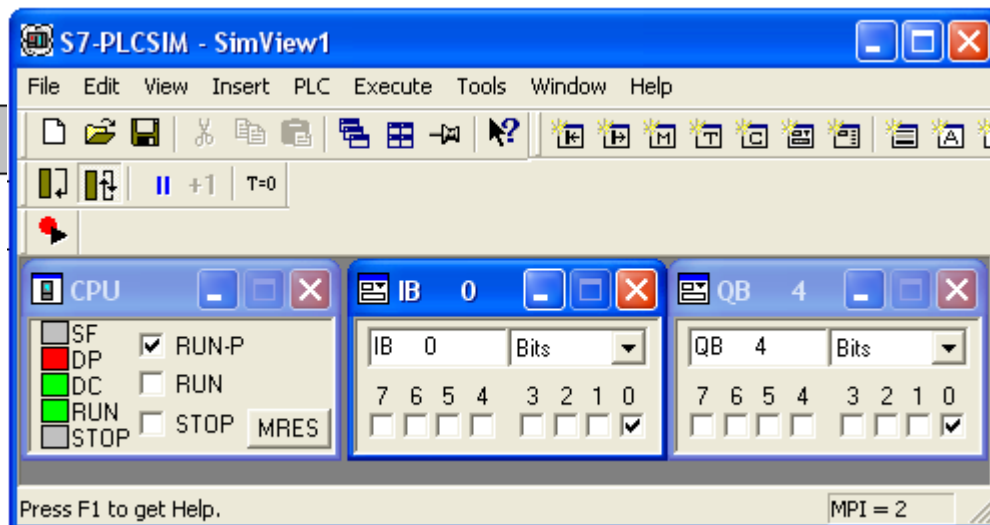 S7-PLCSIM - SimView1
File Edit View Insert PLC Execute Tools Window Help
M T C A
+1 T=0
CPU
SF
DP
DC
RUN
STOP
RUN-P
RUN
STOP
MRES
IB 0
IB 0 Bits
7 6 5 4 3 2 1 0
QB 4
QB 4 Bits
7 6 5 4 3 2 1 0
Press F1 to get Help. MPI = 2